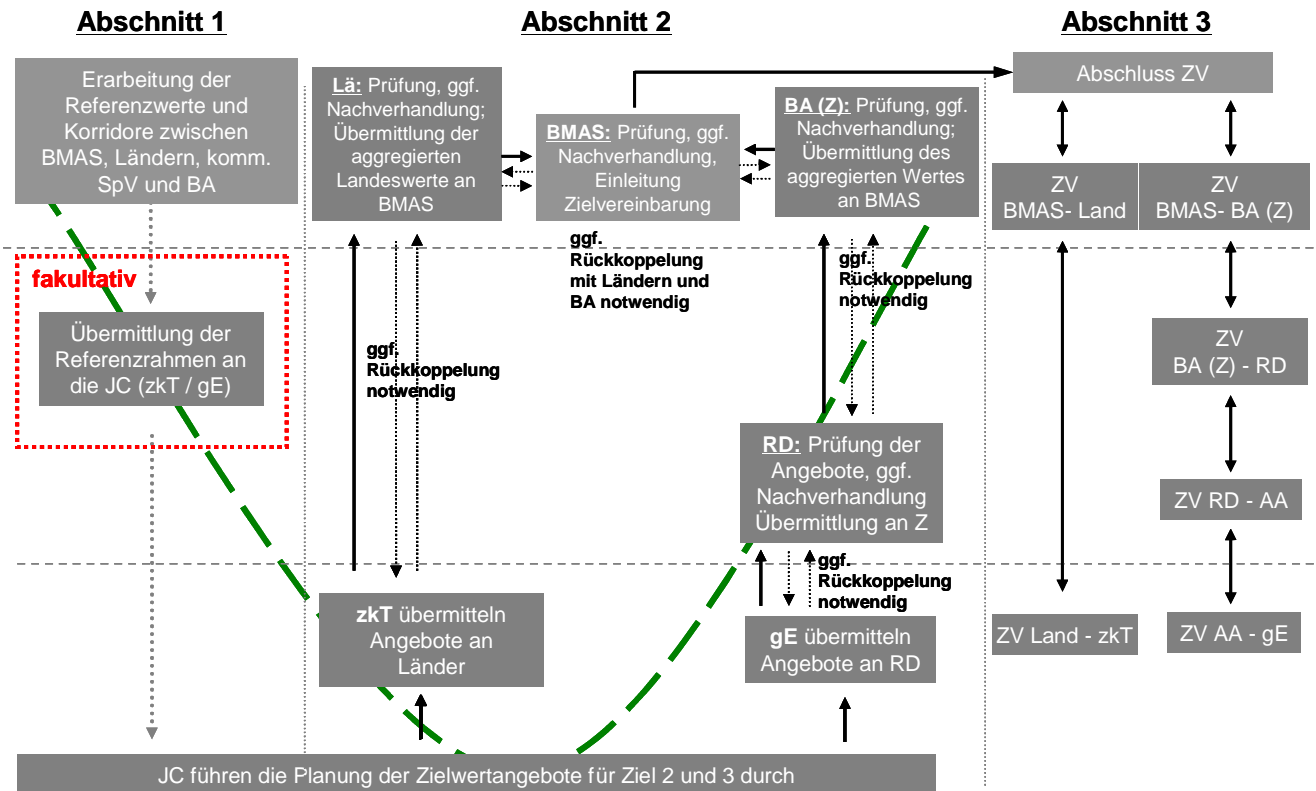 Abschnitt 1
Abschnitt 2
Abschnitt 3
Erarbeitung der
Referenzwerte und
Korridore zwischen
BMAS, Ländern, komm.
SpV und BA
fakultativ
Übermittlung der
Referenzrahmen an
die JC (zkT / gE)
Lä: Prüfung, ggf.
Nachverhandlung;
Übermittlung der
aggregierten
Landeswerte an
BMAS
BMAS: Prüfung, ggf.
Nachverhandlung,
Einleitung
Zielvereinbarung
BA (Z): Prüfung, ggf.
Nachverhandlung;
Übermittlung des
aggregierten Wertes
an BMAS
ggf.
Rückkoppelung
mit Ländern und
BA notwendig
ggf.
Rückkoppelung
notwendig
ggf.
Rückkoppelung
notwendig
RD: Prüfung der
Angebote, ggf.
Nachverhandlung
Übermittlung an Z
ggf.
Rückkoppelung
notwendig
zkT übermitteln
Angebote an
Länder
gE übermitteln
Angebote an RD
JC führen die Planung der Zielwertangebote für Ziel 2 und 3 durch
Abschluss ZV
ZV
BMAS- Land
ZV
BMAS- BA (Z)
ZV
BA (Z) - RD
ZV RD - AA
ZV Land - zkT
ZV AA - gE